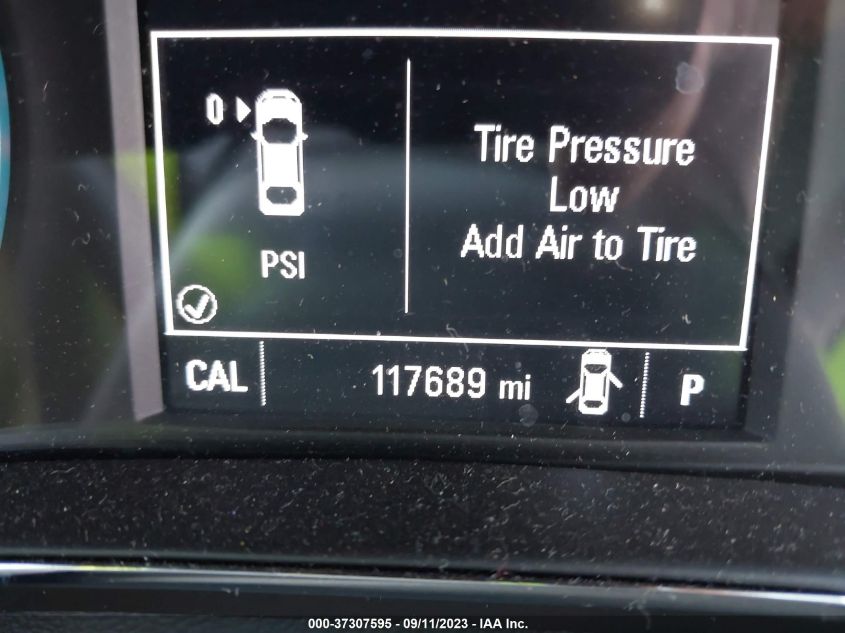 0
Tire Pressure
Low
Add Air to Tire
PSI
CAL
117689 mi
P
000-37307595 - 09/11/2023 - IAA Inc.